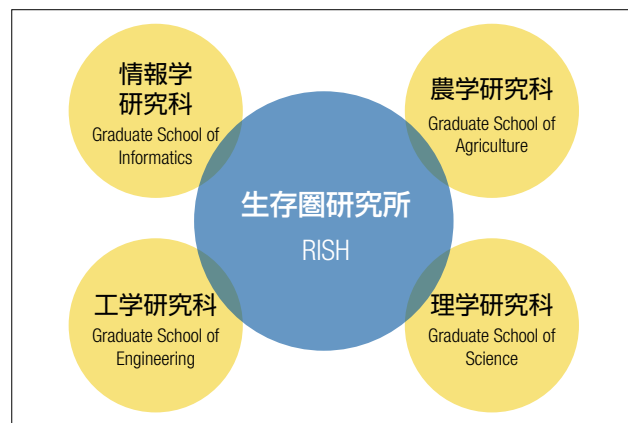 情報学
研究科
Graduate School of
Informatics
農学研究科
Graduate School of
Agriculture
生存圏研究所
RISH
工学研究科
Graduate School of
Engineering
理学研究科
Graduate School of
Science